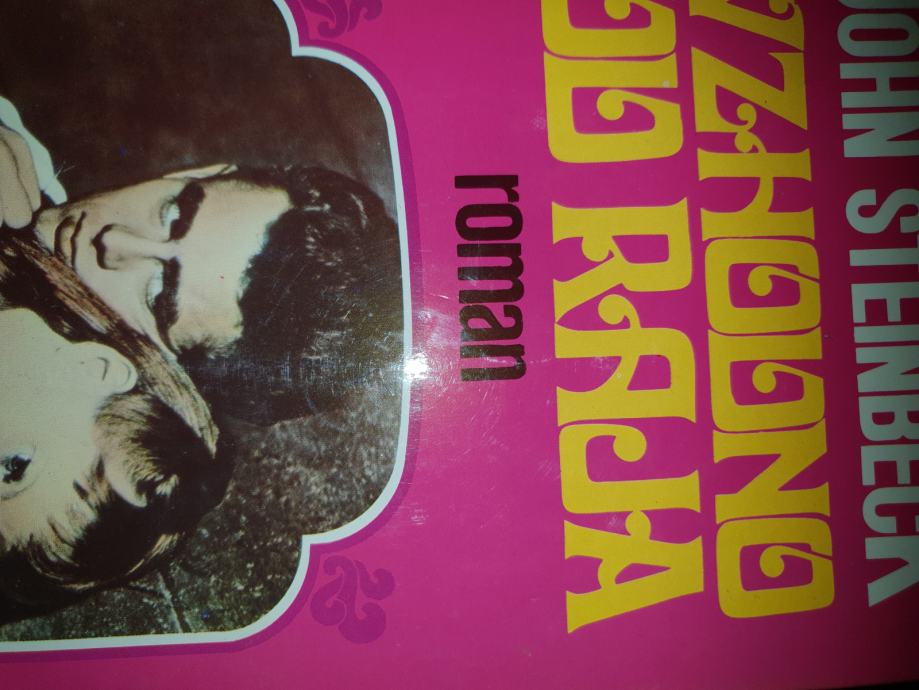 JOHN STEINBECK
VZHODNO
OD RAJA
roman